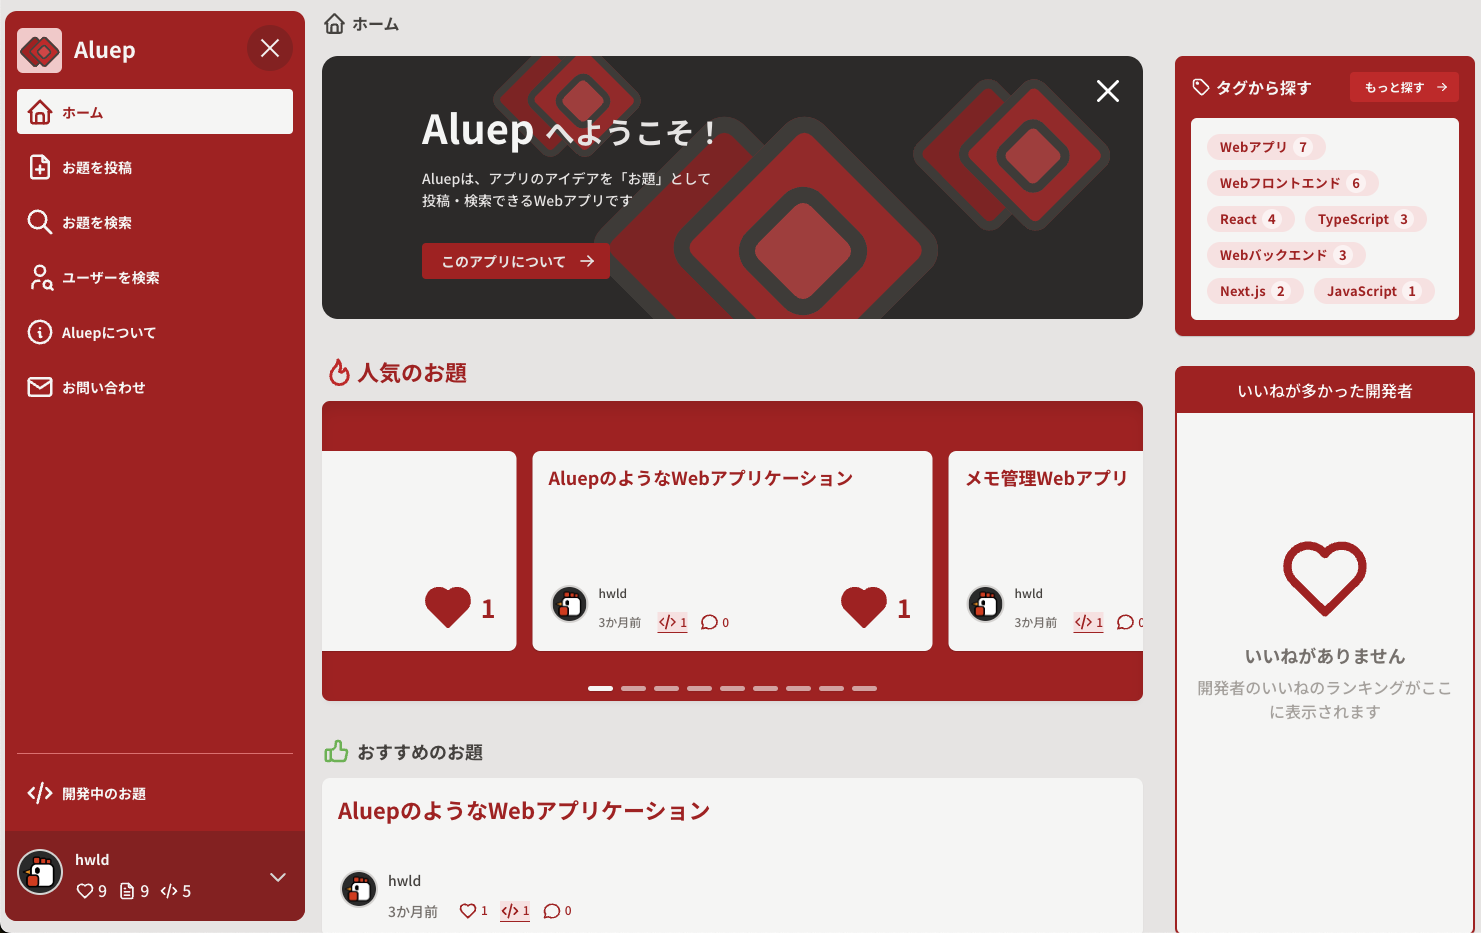 Aluep
ホーム
お題を投稿
お題を検索
ユーザーを検索
Aluepについて
お問い合わせ
開発中のお題
hwld
9 9 5
ホーム
Aluep へようこそ！
Aluepは、アプリのアイデアを「お題」として
投稿・検索できるWebアプリです
このアプリについて
人気のお題
1
AluepのようなWebアプリケーション
hwld
3か月前 1 0
1
メモ管理Webアプリ
hwld
3か月前 1 0
おすすめのお題
AluepのようなWebアプリケーション
hwld
3か月前 1 1 0
タグから探す
もっと探す
Webアプリ 7
Webフロントエンド 6
React 4 TypeScript 3
Webバックエンド 3
Next.js 2 JavaScript 1
いいねが多かった開発者
いいねがありません
開発者のいいねのランキングがここ
に表示されます